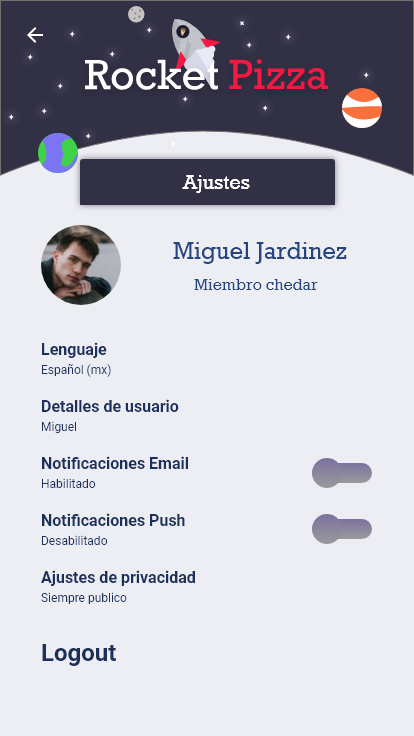 Rocket Pizza
Ajustes
Miguel Jardinez
Miembro chedar
Lenguaje
Español (mx)
Detalles de usuario
Miguel
Notificaciones Email
Habilitado
Notificaciones Push
Desabilitado
Ajustes de privacidad
Siempre publico
Logout